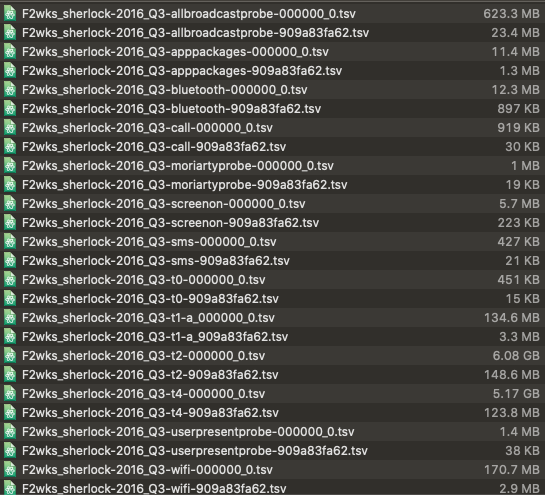 F2wks_sherlock-2016_Q3-allbroadcastprobe-000000_0.tsv 623.3 MB
F2wks_sherlock-2016_Q3-allbroadcastprobe-909a83fa62.tsv 23.4 MB
F2wks_sherlock-2016_Q3-apppackages-000000_0.tsv 11.4 MB
F2wks_sherlock-2016_Q3-apppackages-909a83fa62.tsv 1.3 MB
F2wks_sherlock-2016_Q3-bluetooth-000000_0.tsv 12.3 MB
F2wks_sherlock-2016_Q3-bluetooth-909a83fa62.tsv 897 KB
F2wks_sherlock-2016_Q3-call-000000_0.tsv 919 KB
F2wks_sherlock-2016_Q3-call-909a83fa62.tsv 30 KB
F2wks_sherlock-2016_Q3-moriartyprobe-000000_0.tsv 1 MB
F2wks_sherlock-2016_Q3-moriartyprobe-909a83fa62.tsv 19 KB
F2wks_sherlock-2016_Q3-screenon-000000_0.tsv 5.7 MB
F2wks_sherlock-2016_Q3-screenon-909a83fa62.tsv 223 KB
F2wks_sherlock-2016_Q3-sms-000000_0.tsv 427 KB
F2wks_sherlock-2016_Q3-sms-909a83fa62.tsv 21 KB
F2wks_sherlock-2016_Q3-t0-000000_0.tsv 451 KB
F2wks_sherlock-2016_Q3-t0-909a83fa62.tsv 15 KB
F2wks_sherlock-2016_Q3-t1-a_000000_0.tsv 134.6 MB
F2wks_sherlock-2016_Q3-t1-a_909a83fa62.tsv 3.3 MB
F2wks_sherlock-2016_Q3-t2-000000_0.tsv 6.08 GB
F2wks_sherlock-2016_Q3-t2-909a83fa62.tsv 148.6 MB
F2wks_sherlock-2016_Q3-t4-000000_0.tsv 5.17 GB
F2wks_sherlock-2016_Q3-t4-909a83fa62.tsv 123.8 MB
F2wks_sherlock-2016_Q3-userpresentprobe-000000_0.tsv 1.4 MB
F2wks_sherlock-2016_Q3-userpresentprobe-909a83fa62.tsv 38 KB
F2wks_sherlock-2016_Q3-wifi-000000_0.tsv 170.7 MB
F2wks_sherlock-2016_Q3-wifi-909a83fa62.tsv 2.9 MB